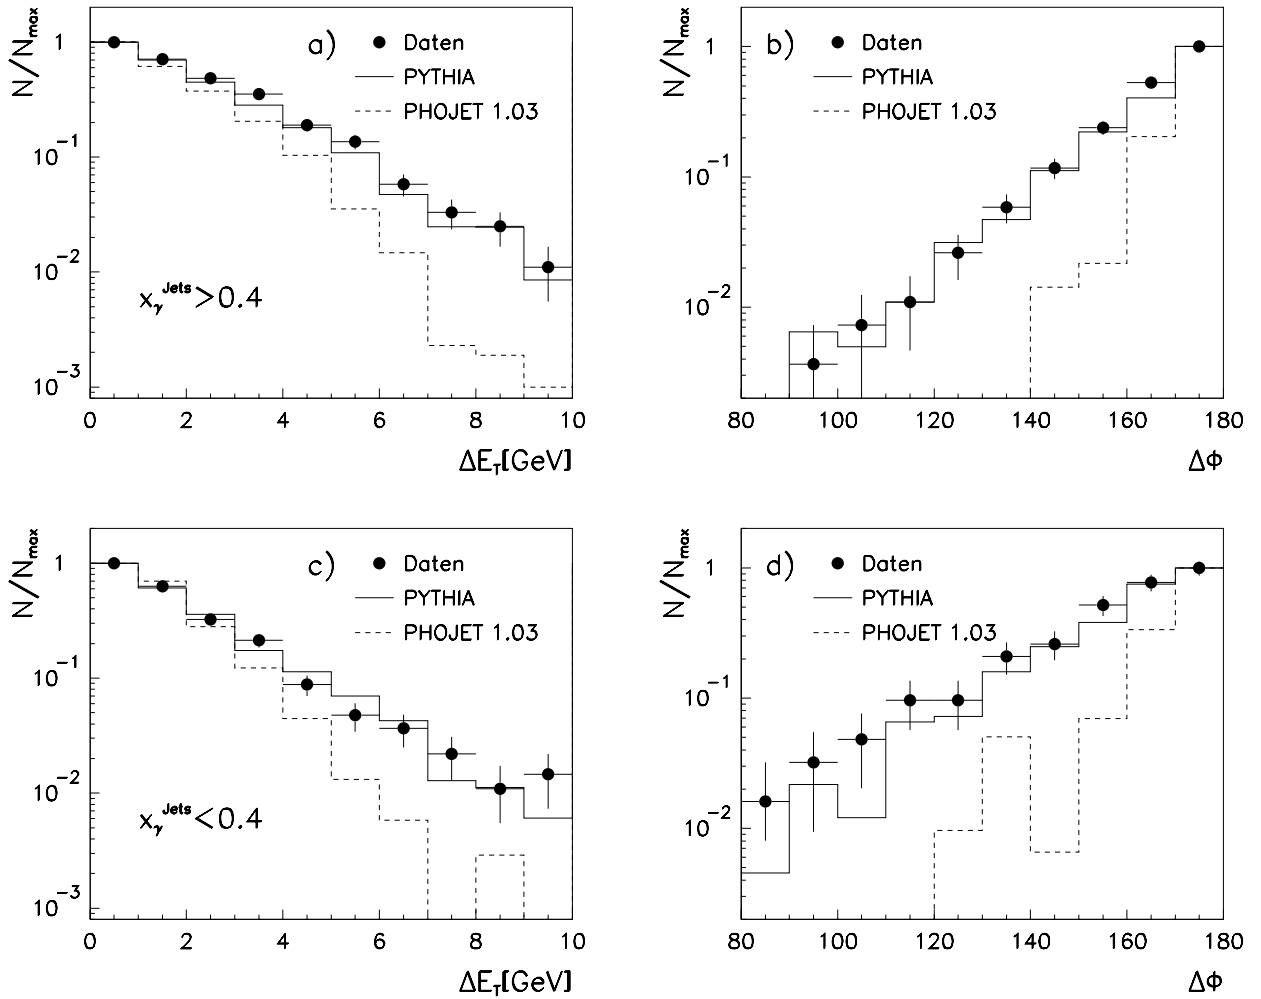 N/N_max
a)
Daten
PYTHIA
PHOJET 1.03
1
10^-1
10^-2
10^-3
x_γ^Jets>0.4
0 2 4 6 8 10
ΔE_T[GeV]
N/N_max
b)
Daten
PYTHIA
PHOJET 1.03
1
10^-1
10^-2
80 100 120 140 160 180
ΔΦ
N/N_max
c)
Daten
PYTHIA
PHOJET 1.03
1
10^-1
10^-2
10^-3
x_γ^Jets<0.4
0 2 4 6 8 10
ΔE_T[GeV]
N/N_max
d)
Daten
PYTHIA
PHOJET 1.03
1
10^-1
10^-2
80 100 120 140 160 180
ΔΦ